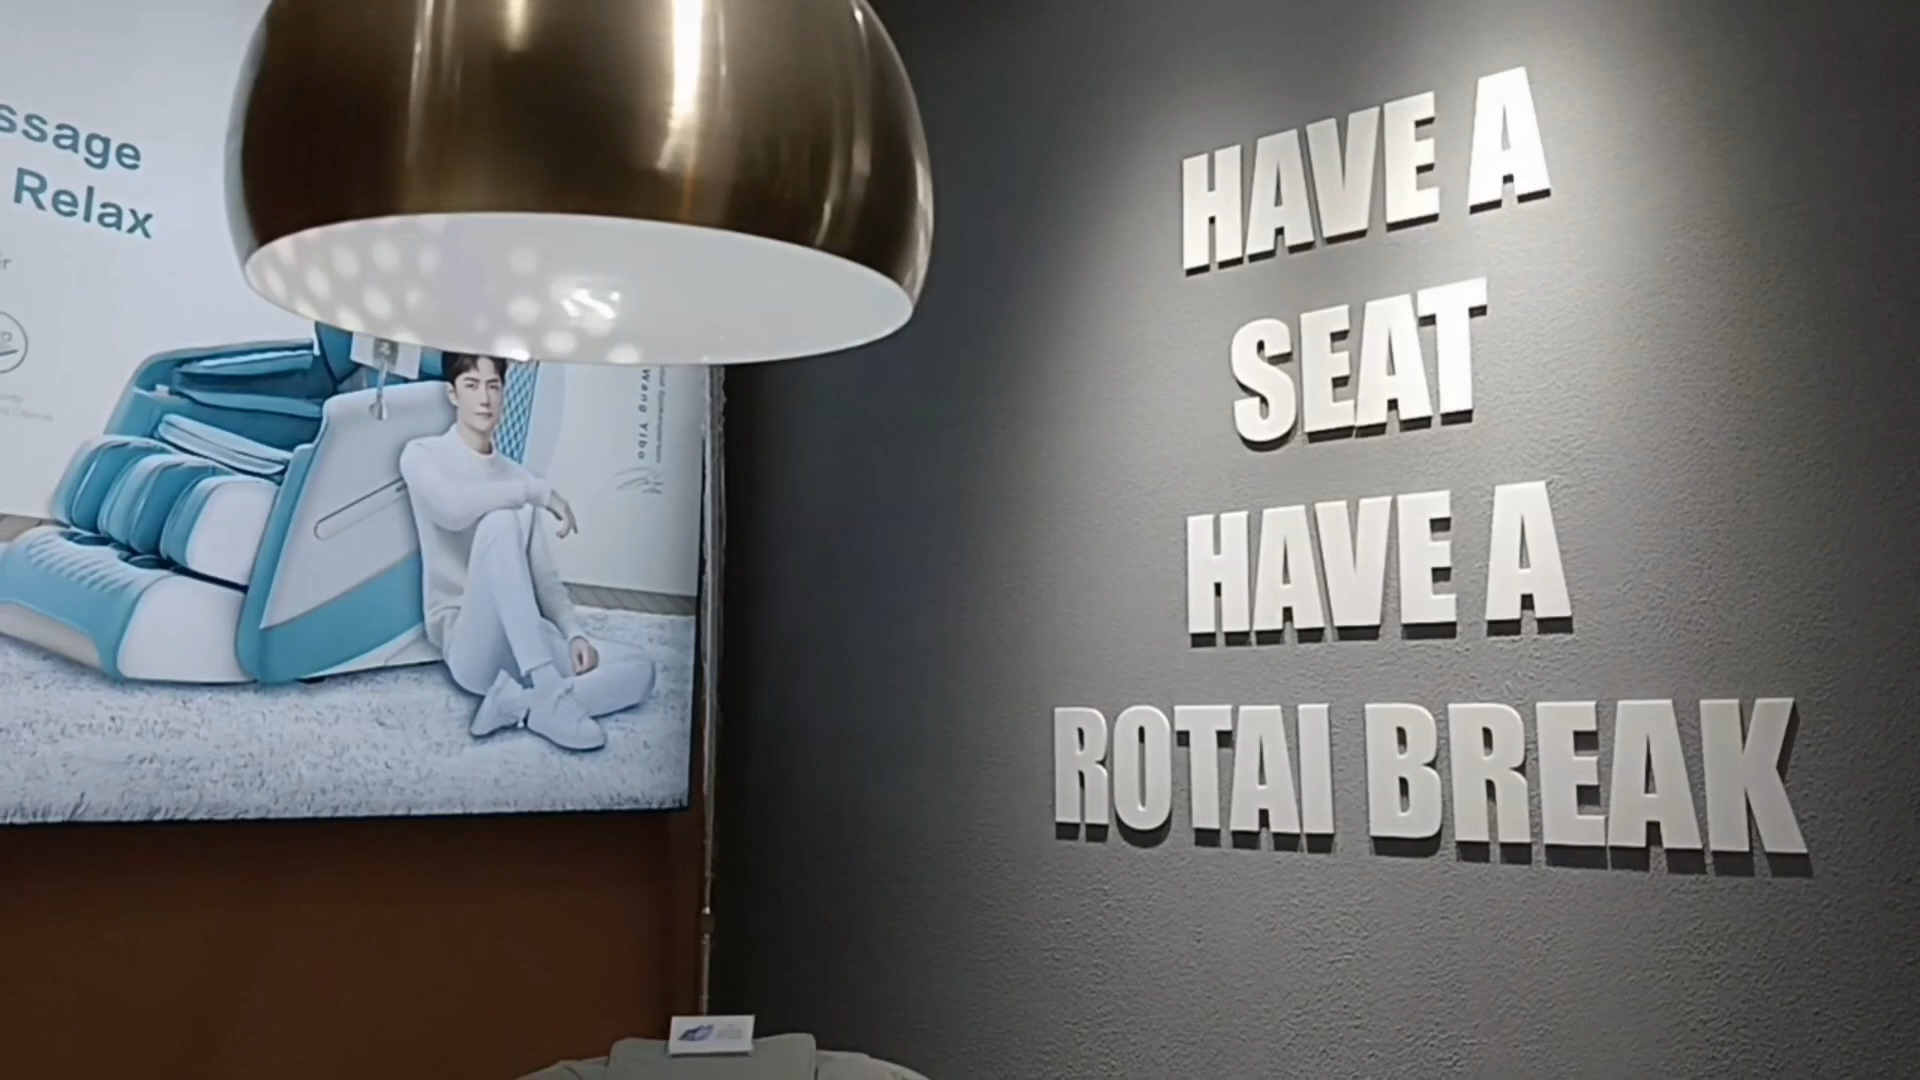 ssage
Relax
Wang Yibo
HAVE A
SEAT
HAVE A
ROTAI BREAK